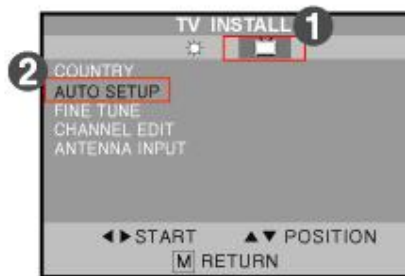 TV INSTALL 1
2
COUNTRY
AUTO SETUP
FINE TUNE
CHANNEL EDIT
ANTENNA INPUT
◄►START ▲▼ POSITION
M RETURN